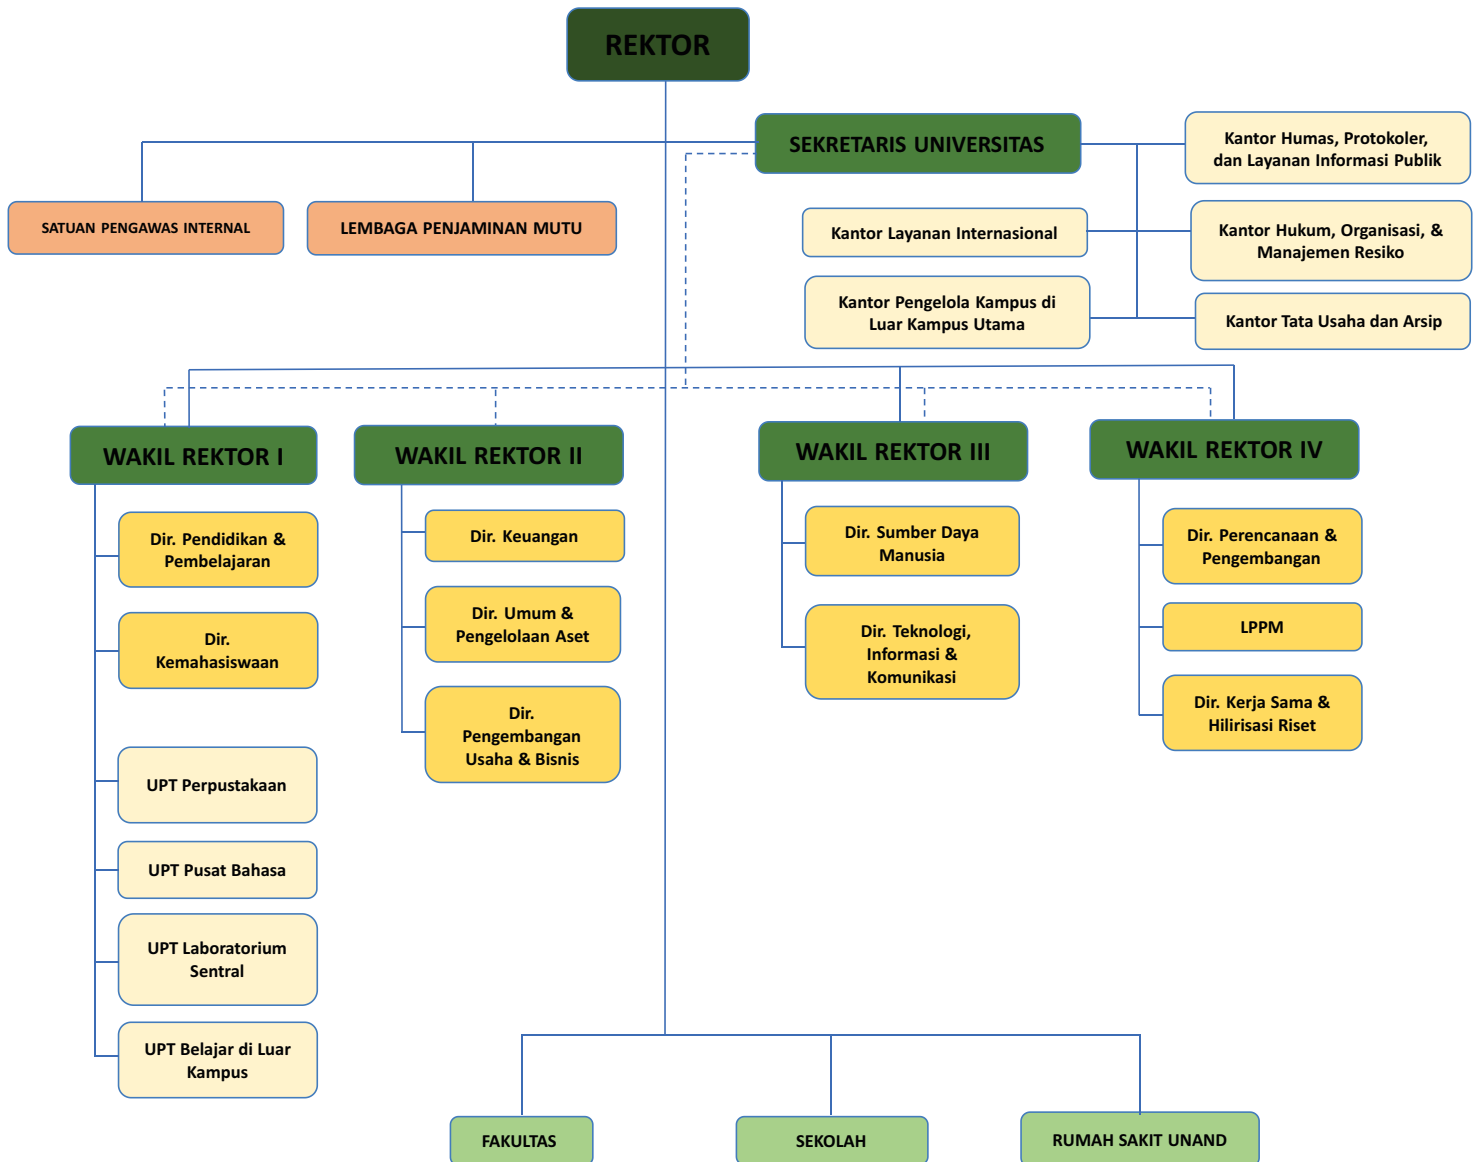 REKTOR
SEKRETARIS UNIVERSITAS
Kantor Humas, Protokoler,
dan Layanan Informasi Publik
SATUAN PENGAWAS INTERNAL
LEMBAGA PENJAMINAN MUTU
Kantor Layanan Internasional
Kantor Hukum, Organisasi, &
Manajemen Resiko
Kantor Pengelola Kampus di
Luar Kampus Utama
Kantor Tata Usaha dan Arsip
WAKIL REKTOR I
WAKIL REKTOR II
WAKIL REKTOR III
WAKIL REKTOR IV
Dir. Pendidikan &
Pembelajaran
Dir.
Kemahasiswaan
UPT Perpustakaan
UPT Pusat Bahasa
UPT Laboratorium
Sentral
UPT Belajar di Luar
Kampus
Dir. Keuangan
Dir. Umum &
Pengelolaan Aset
Dir.
Pengembangan
Usaha & Bisnis
Dir. Sumber Daya
Manusia
Dir. Teknologi,
Informasi &
Komunikasi
Dir. Perencanaan &
Pengembangan
LPPM
Dir. Kerja Sama &
Hilirisasi Riset
FAKULTAS
SEKOLAH
RUMAH SAKIT UNAND